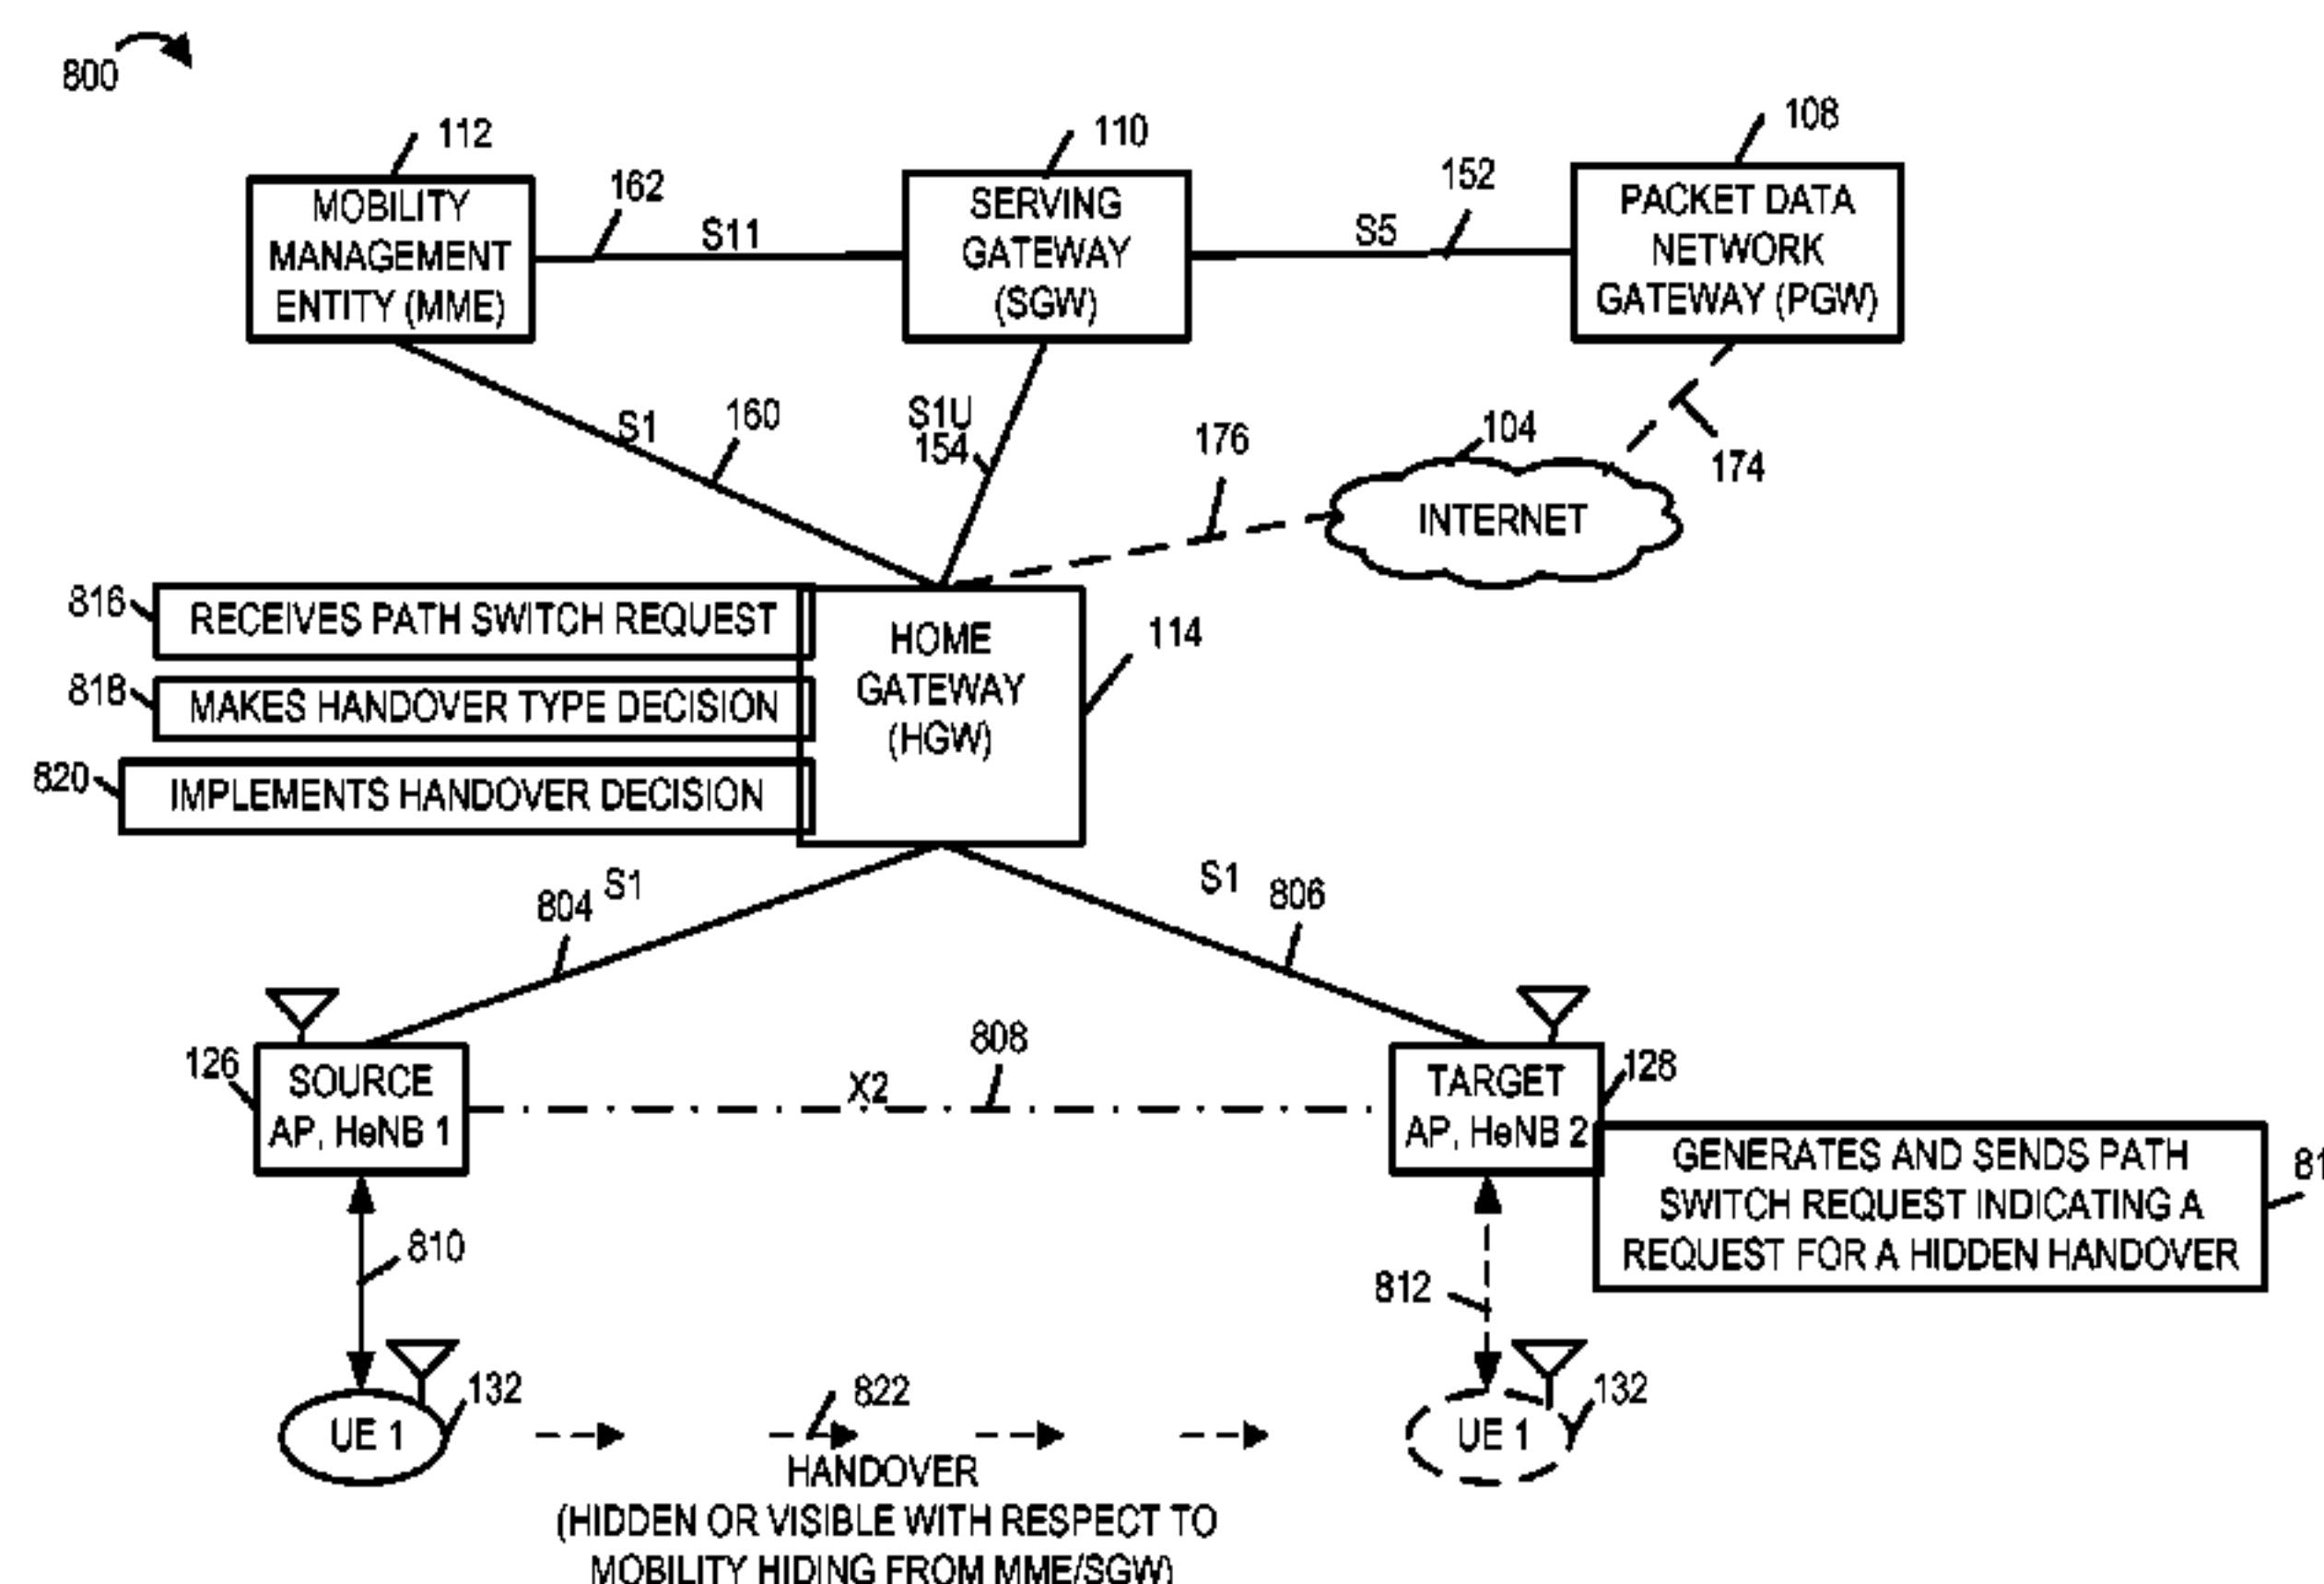 800
112
110
108
MOBILITY
MANAGEMENT
ENTITY (MME)
162
S11
SERVING
GATEWAY
(SGW)
152
S5
PACKET DATA
NETWORK
GATEWAY (PGW)
S1
160
S1U
154
176
104
174
INTERNET
816
RECEIVES PATH SWITCH REQUEST
818
MAKES HANDOVER TYPE DECISION
820
IMPLEMENTS HANDOVER DECISION
HOME
GATEWAY
(HGW)
114
804
S1
S1
806
126
SOURCE
AP, HeNB 1
X2
808
TARGET
AP, HeNB 2
128
GENERATES AND SENDS PATH
SWITCH REQUEST INDICATING A
REQUEST FOR A HIDDEN HANDOVER
810
812
UE 1
132
822
UE 1
132
HANDOVER
(HIDDEN OR VISIBLE WITH RESPECT TO
MOBILITY HIDING FROM MME/SGW)